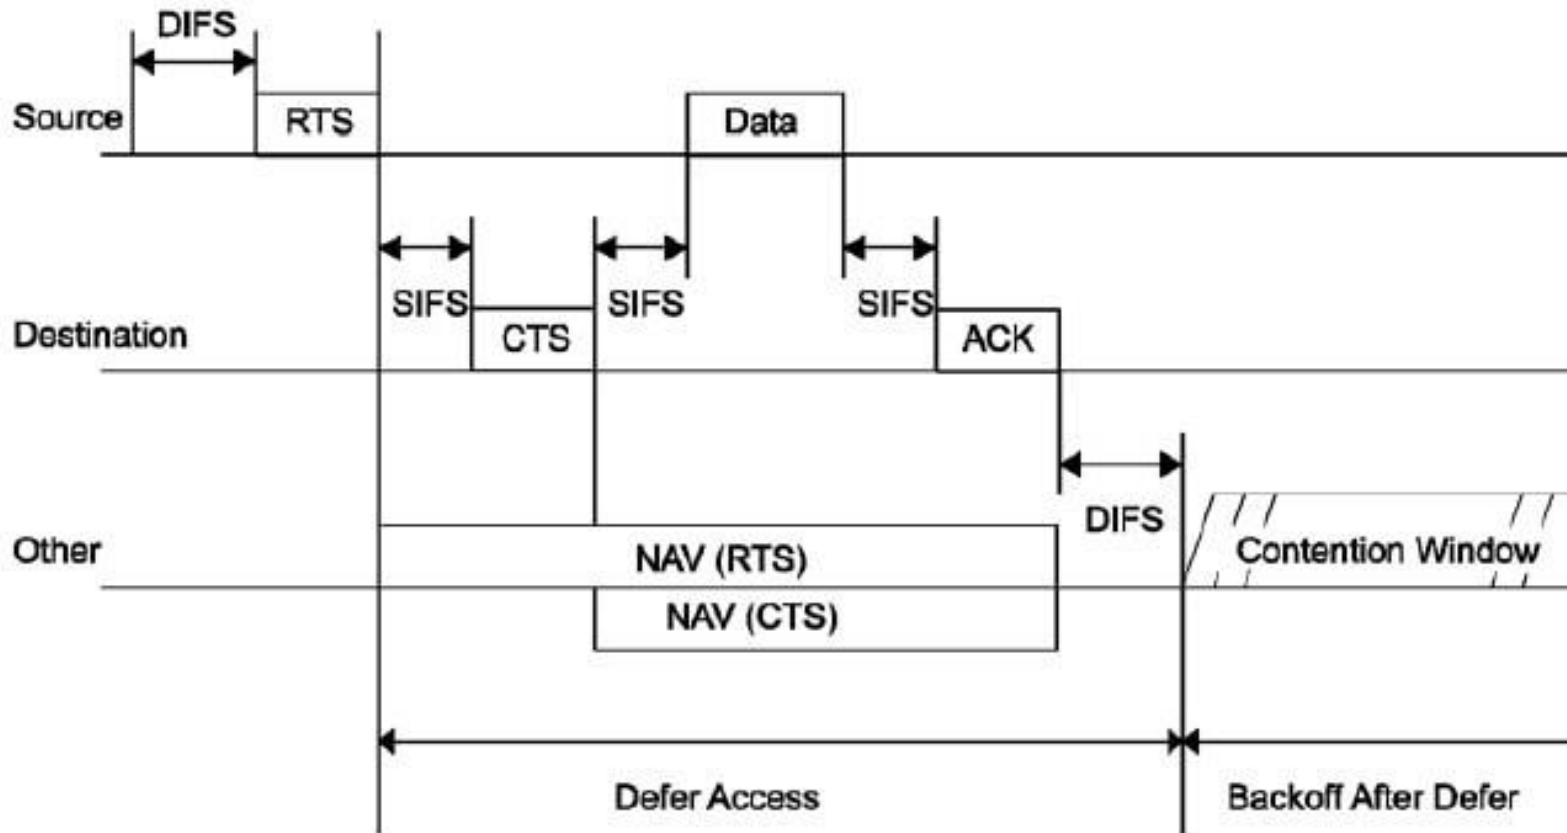 DIFS
Source
RTS
Data
SIFS
SIFS
SIFS
Destination
CTS
ACK
DIFS
Other
NAV (RTS)
Contention Window
NAV (CTS)
Defer Access
Backoff After Defer